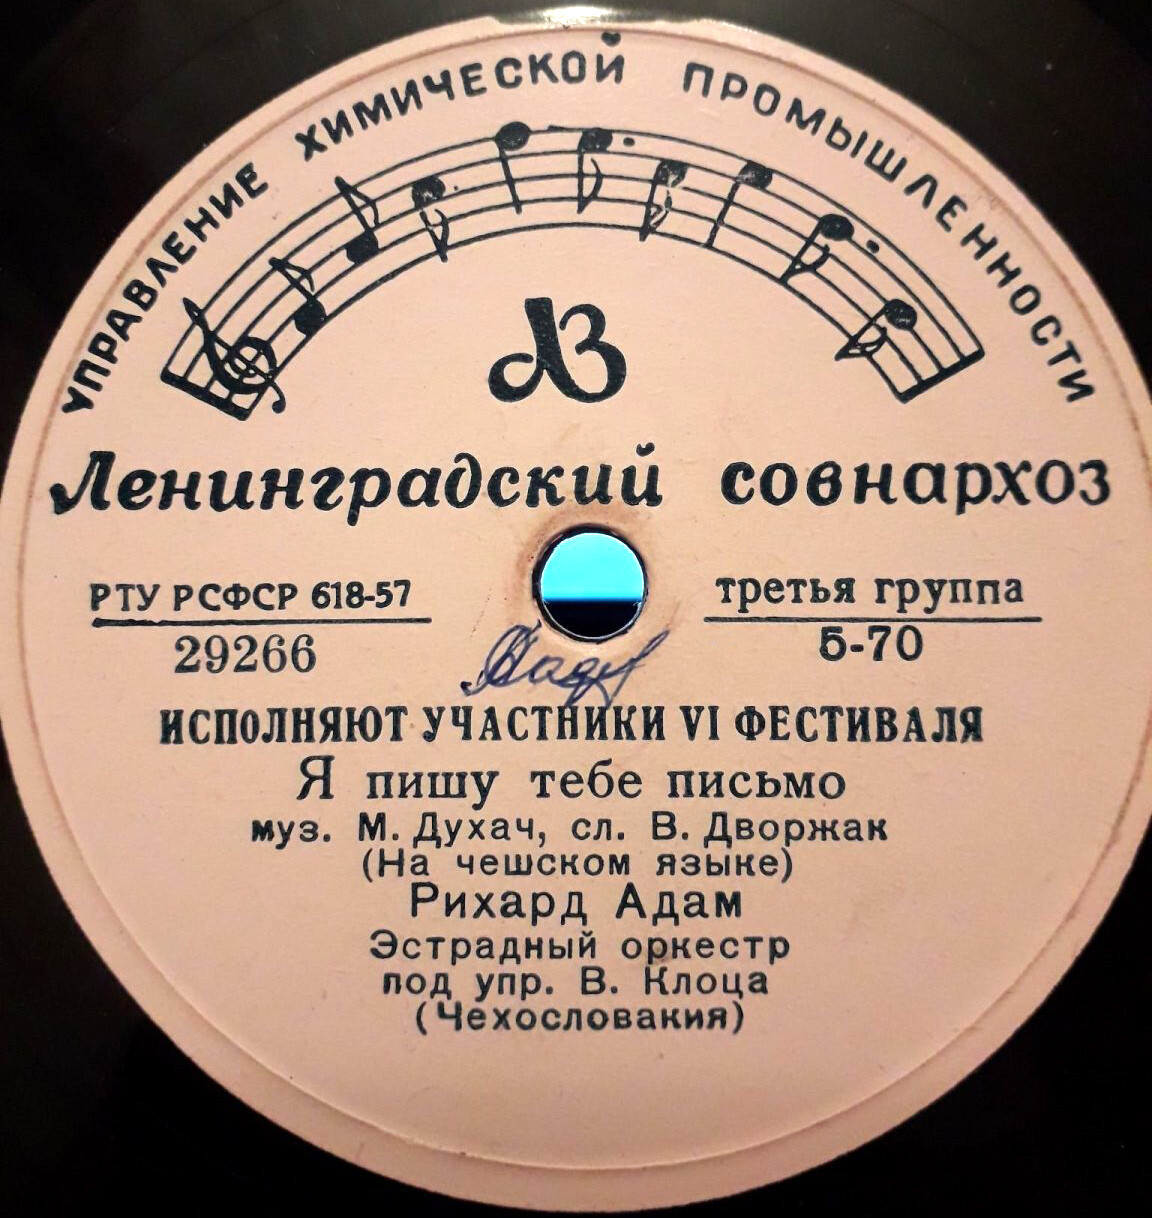 УПРАВЛЕНИЕ ХИМИЧЕСКОЙ ПРОМЫШЛЕННОСТИ
ЛЗ
Ленинградский совнархоз
РТУ РСФСР 618-57
29266
третья группа
5-70
ИСПОЛНЯЮТ УЧАСТНИКИ VI ФЕСТИВАЛЯ
Я пишу тебе письмо
муз. М. Духач, сл. В. Дворжак
(На чешском языке)
Рихард Адам
Эстрадный оркестр
под упр. В. Клоца
(Чехословакия)